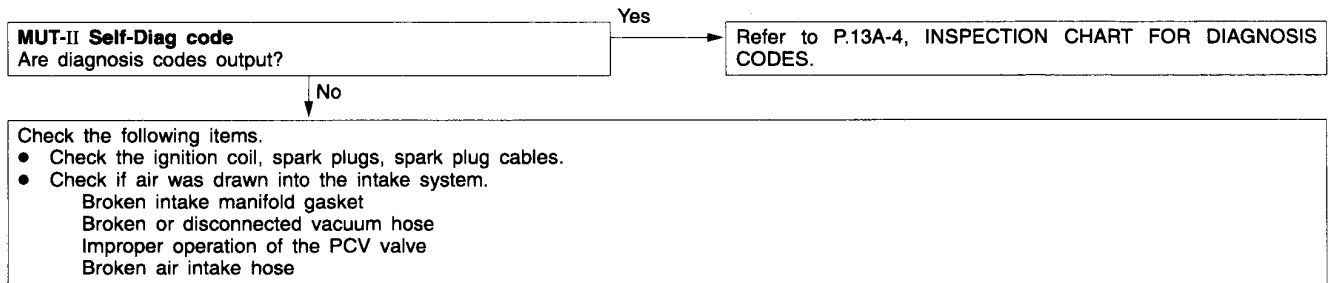 Yes
MUT-II Self-Diag code
Are diagnosis codes output?
Refer to P.13A-4, INSPECTION CHART FOR DIAGNOSIS
CODES.
No
Check the following items.
● Check the ignition coil, spark plugs, spark plug cables.
● Check if air was drawn into the intake system.
Broken intake manifold gasket
Broken or disconnected vacuum hose
Improper operation of the PCV valve
Broken air intake hose